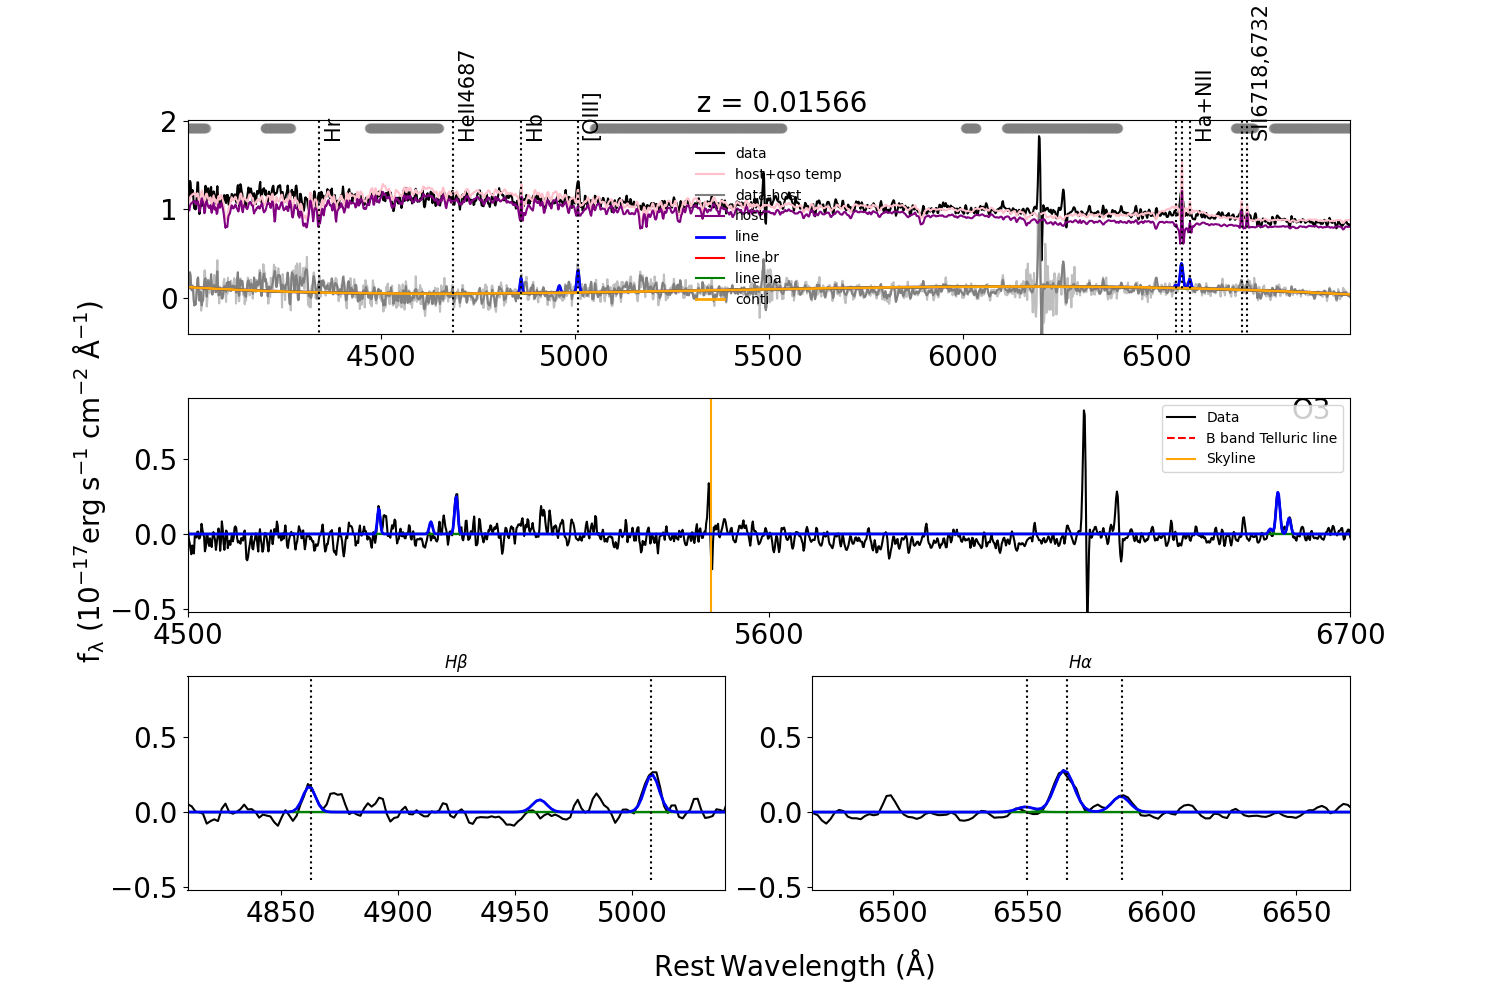 z = 0.01566
Hr
HeII4687
Hb
[OIII]
Ha+NII
SII6718,6732
data
host+qso temp
data-host
host
line
line br
line na
conti
2
1
0
4500
5000
5500
6000
6500
O3
Data
B band Telluric line
Skyline
0.5
0.0
−0.5
4500
5600
6700
fλ (10⁻¹⁷erg s⁻¹ cm⁻² Å⁻¹)
Hβ
0.5
0.0
−0.5
4850
4900
4950
5000
Hα
0.5
0.0
−0.5
6500
6550
6600
6650
Rest Wavelength (Å)